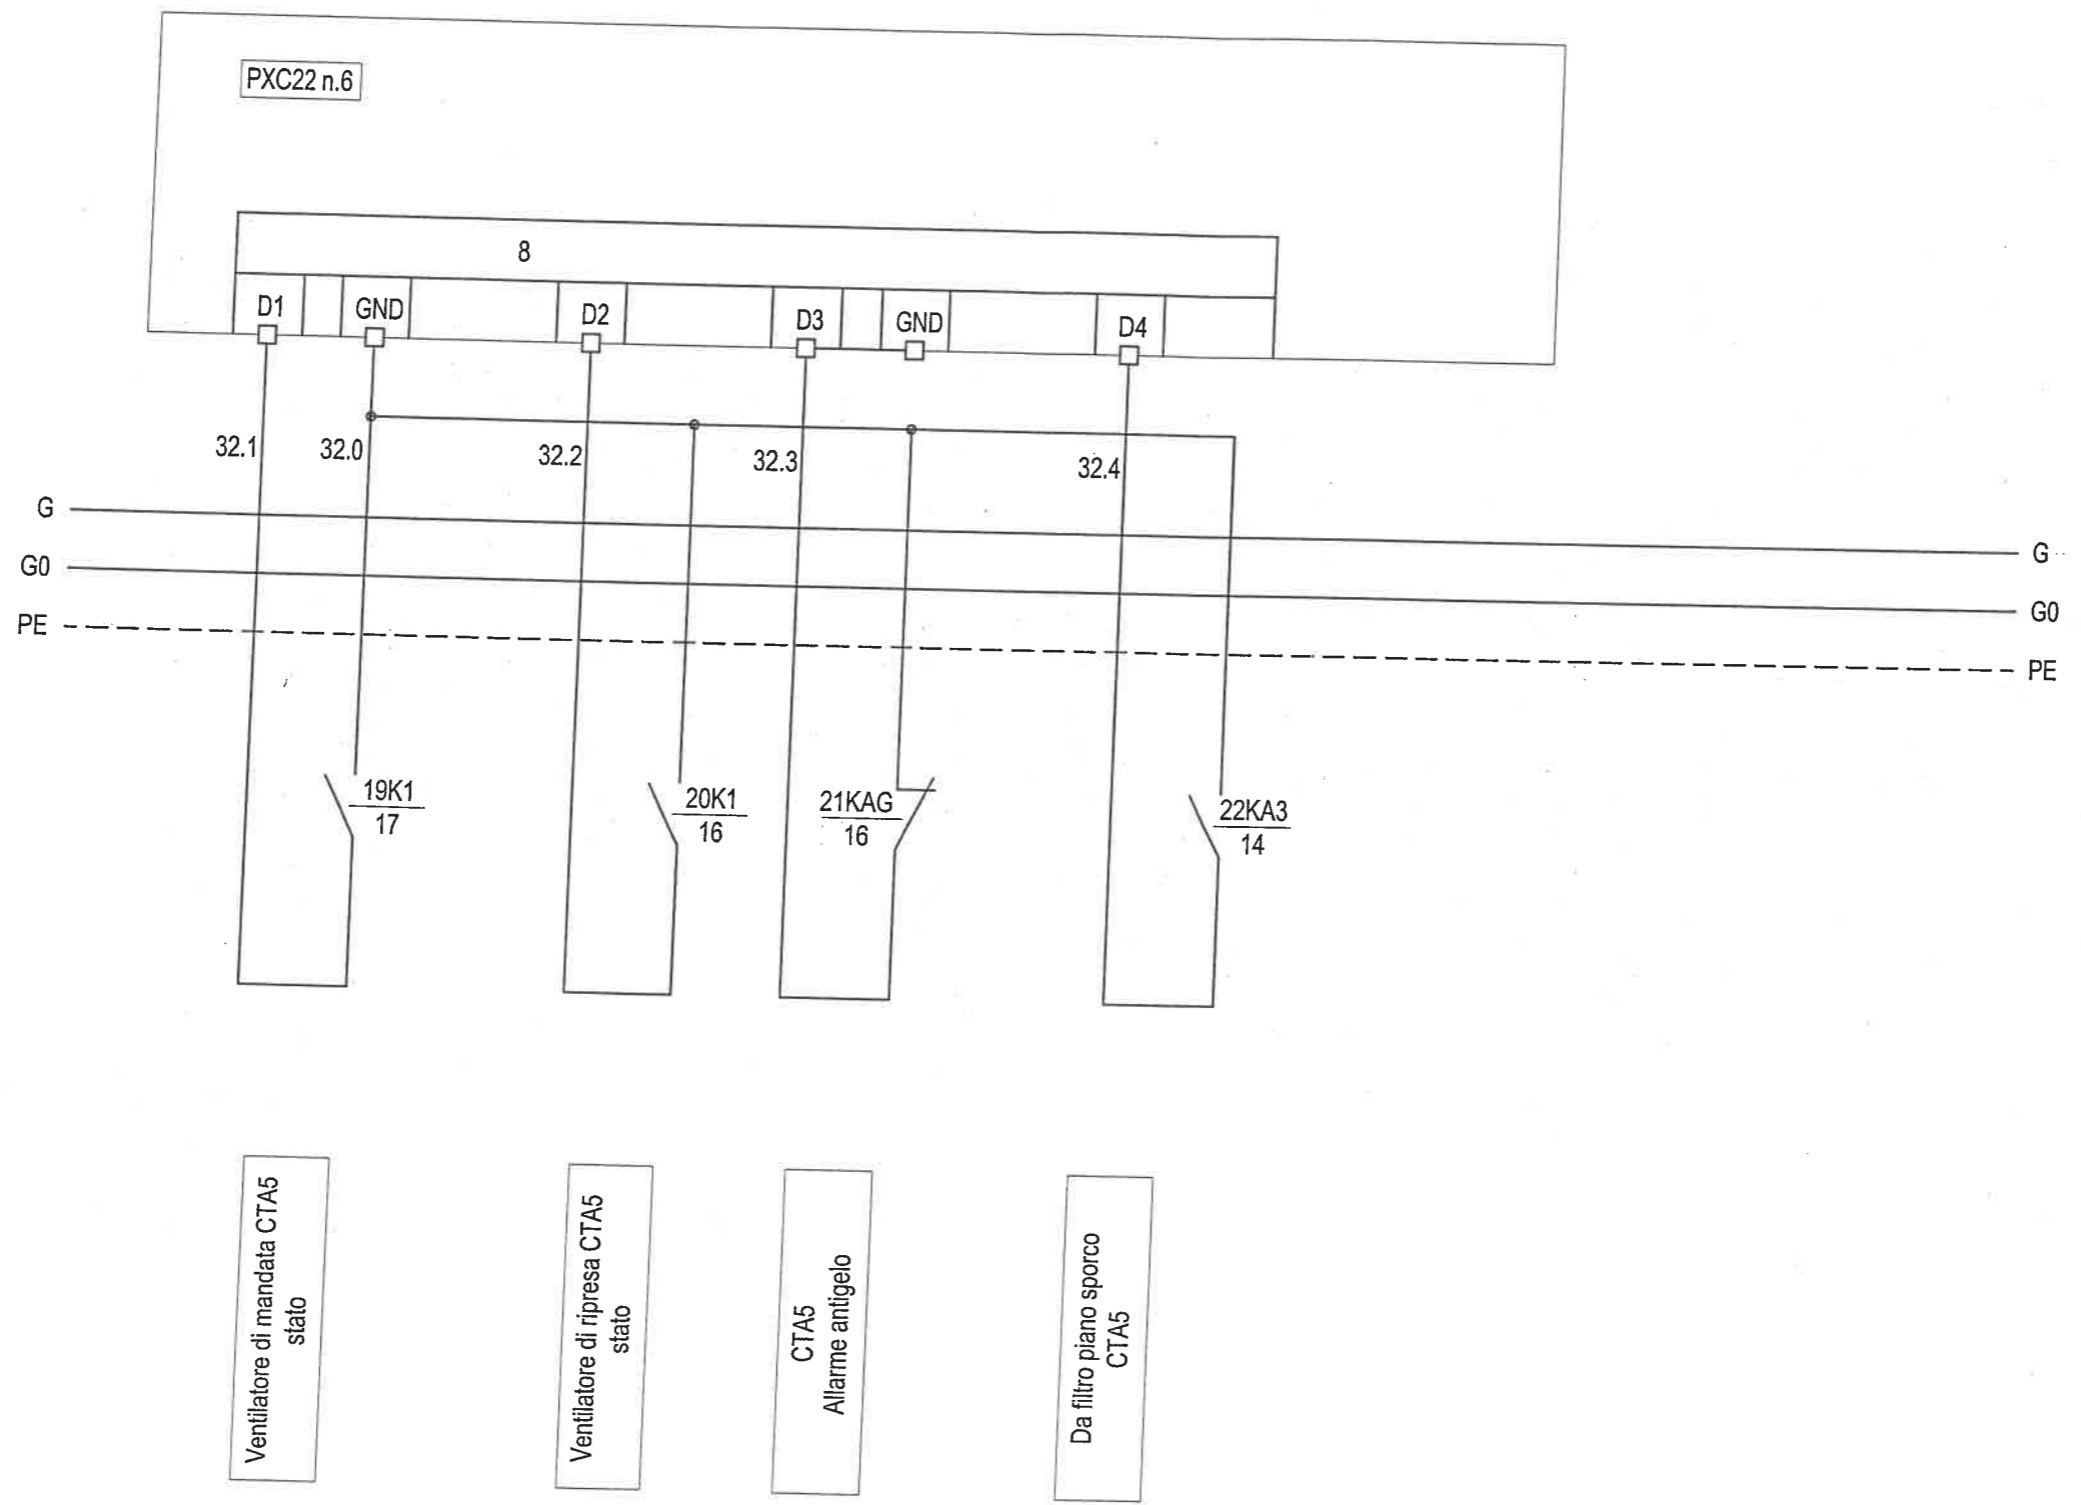 PXC22 n.6
8
D1 GND D2 D3 GND D4
32.1 32.0 32.2 32.3 32.4
G G
G0 G0
PE PE
19K1
17
20K1
16
21KAG
16
22KA3
14
Ventilatore di mandata CTA5
stato
Ventilatore di ripresa CTA5
stato
CTA5
Allarme antigelo
Da filtro piano sporco
CTA5